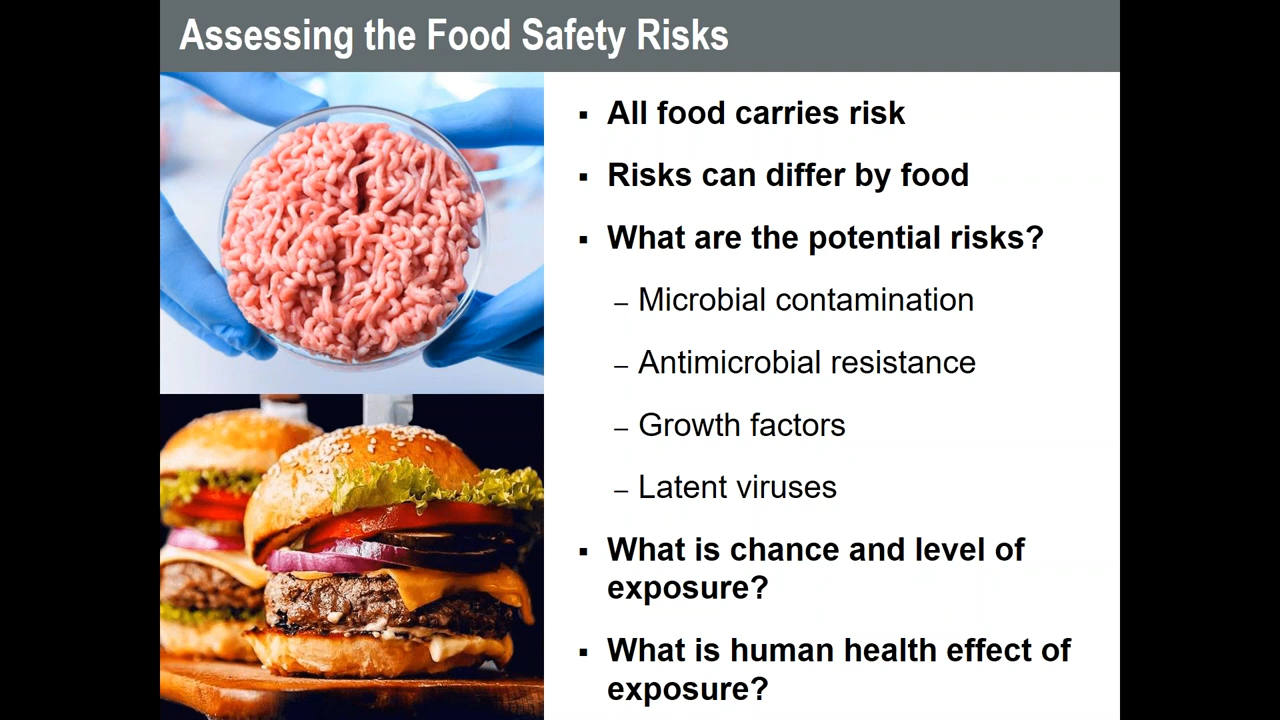 Assessing the Food Safety Risks
▪ All food carries risk
▪ Risks can differ by food
▪ What are the potential risks?
– Microbial contamination
– Antimicrobial resistance
– Growth factors
– Latent viruses
▪ What is chance and level of
exposure?
▪ What is human health effect of
exposure?